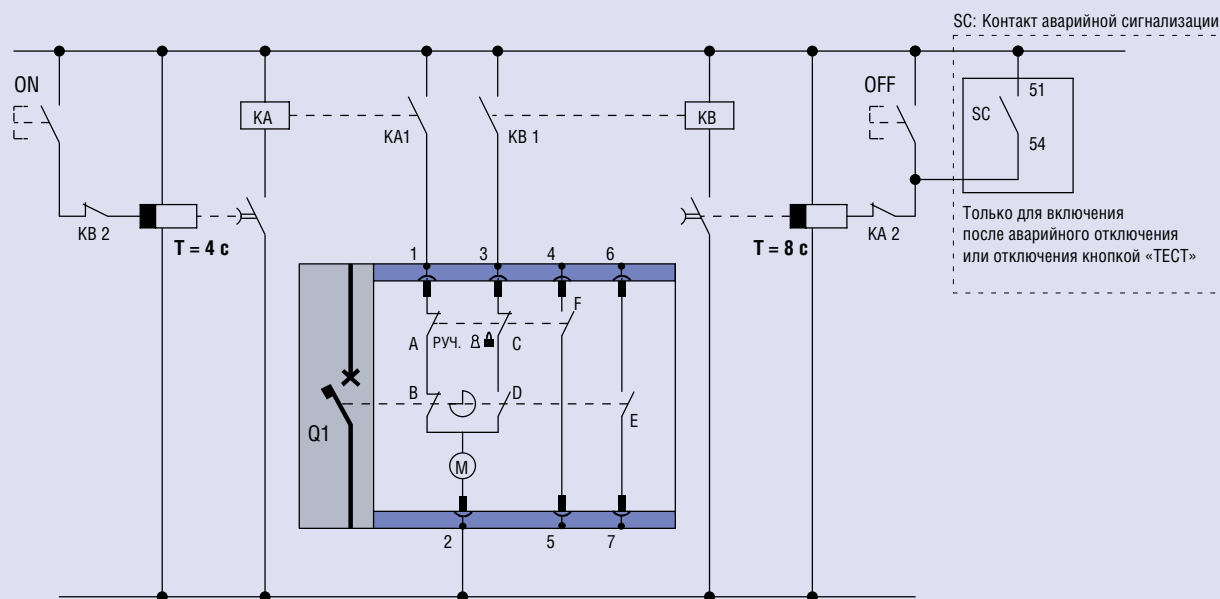 SC: Контакт аварийной сигнализации
ON
OFF
51
KA
KA1
KB 1
KB
SC
54
KB 2
T = 4 с
T = 8 с
KA 2
Только для включения
после аварийного отключения
или отключения кнопкой «ТЕСТ»
1
3
4
6
F
A
РУЧ.
C
B
D
E
Q1
M
2
5
7